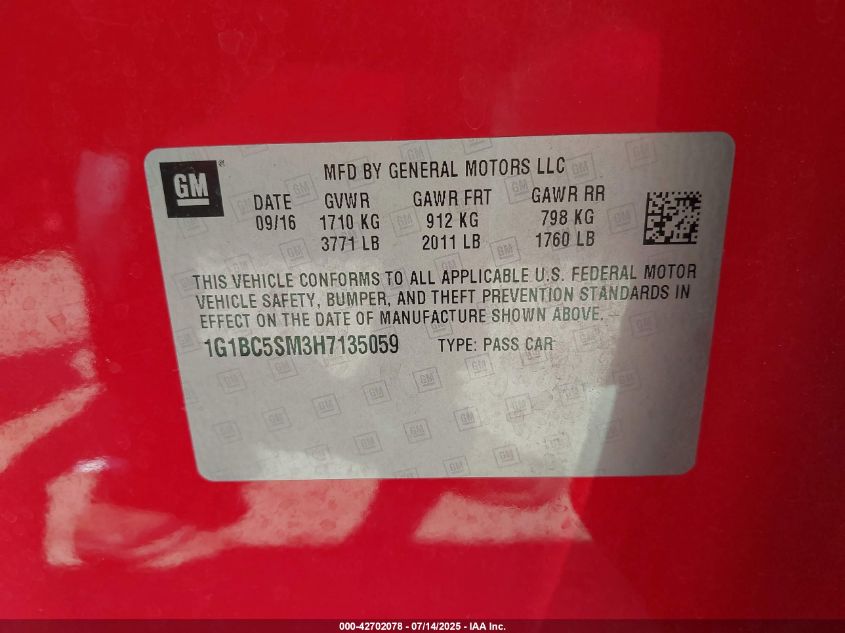 GM
MFD BY GENERAL MOTORS LLC
DATE GVWR GAWR FRT GAWR RR
09/16 1710 KG 912 KG 798 KG
3771 LB 2011 LB 1760 LB
THIS VEHICLE CONFORMS TO ALL APPLICABLE U.S. FEDERAL MOTOR
VEHICLE SAFETY, BUMPER, AND THEFT PREVENTION STANDARDS IN
EFFECT ON THE DATE OF MANUFACTURE SHOWN ABOVE.
1G1BC5SM3H7135059 TYPE: PASS CAR
000-42702078 - 07/14/2025 - IAA Inc.